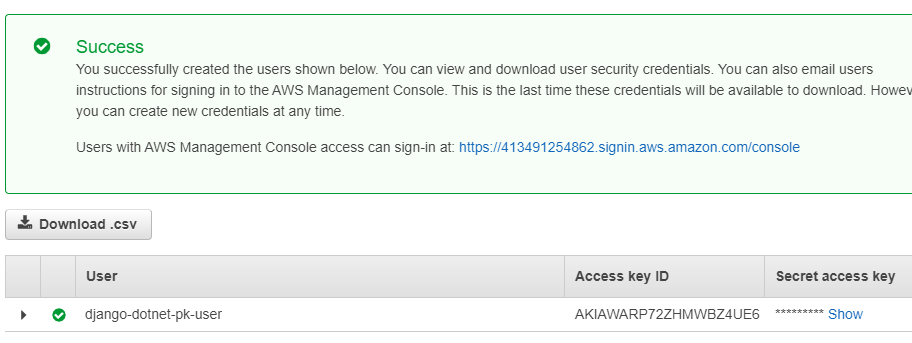 Success
You successfully created the users shown below. You can view and download user security credentials. You can also email users
instructions for signing in to the AWS Management Console. This is the last time these credentials will be available to download. Howev
you can create new credentials at any time.
Users with AWS Management Console access can sign-in at: https://413491254862.signin.aws.amazon.com/console
Download .csv
User Access key ID Secret access key
django-dotnet-pk-user AKIAWARP72ZHMWBZ4UE6 ********* Show